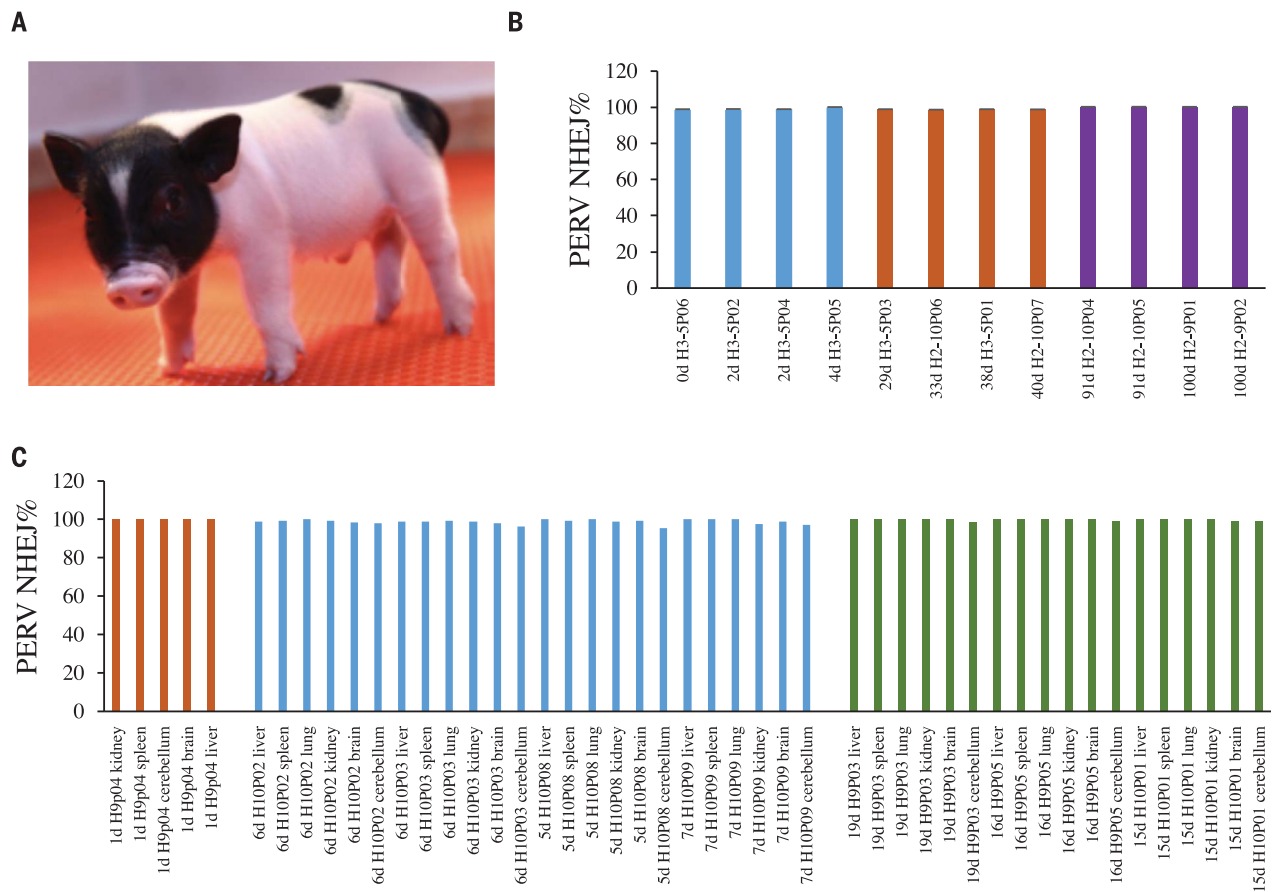 A
B
PERV NHEJ%
120
100
80
60
40
20
0
0d H3-5P06
2d H3-5P02
2d H3-5P04
4d H3-5P05
29d H3-5P03
33d H2-10P06
38d H3-5P01
40d H2-10P07
91d H2-10P04
91d H2-10P05
100d H2-9P01
100d H2-9P02
C
PERV NHEJ%
120
100
80
60
40
20
0
1d H9p04 kidney
1d H9p04 spleen
1d H9p04 cerebellum
1d H9p04 brain
1d H9p04 liver
6d H10P02 liver
6d H10P02 spleen
6d H10P02 lung
6d H10P02 kidney
6d H10P02 brain
6d H10P02 cerebellum
6d H10P03 liver
6d H10P03 spleen
6d H10P03 lung
6d H10P03 kidney
6d H10P03 brain
6d H10P03 cerebellum
5d H10P08 liver
5d H10P08 spleen
5d H10P08 lung
5d H10P08 kidney
5d H10P08 brain
5d H10P08 cerebellum
7d H10P09 liver
7d H10P09 spleen
7d H10P09 lung
7d H10P09 kidney
7d H10P09 brain
7d H10P09 cerebellum
19d H9P03 liver
19d H9P03 spleen
19d H9P03 lung
19d H9P03 kidney
19d H9P03 brain
19d H9P03 cerebellum
16d H9P05 liver
16d H9P05 spleen
16d H9P05 lung
16d H9P05 kidney
16d H9P05 brain
16d H9P05 cerebellum
15d H10P01 liver
15d H10P01 spleen
15d H10P01 lung
15d H10P01 kidney
15d H10P01 brain
15d H10P01 cerebellum